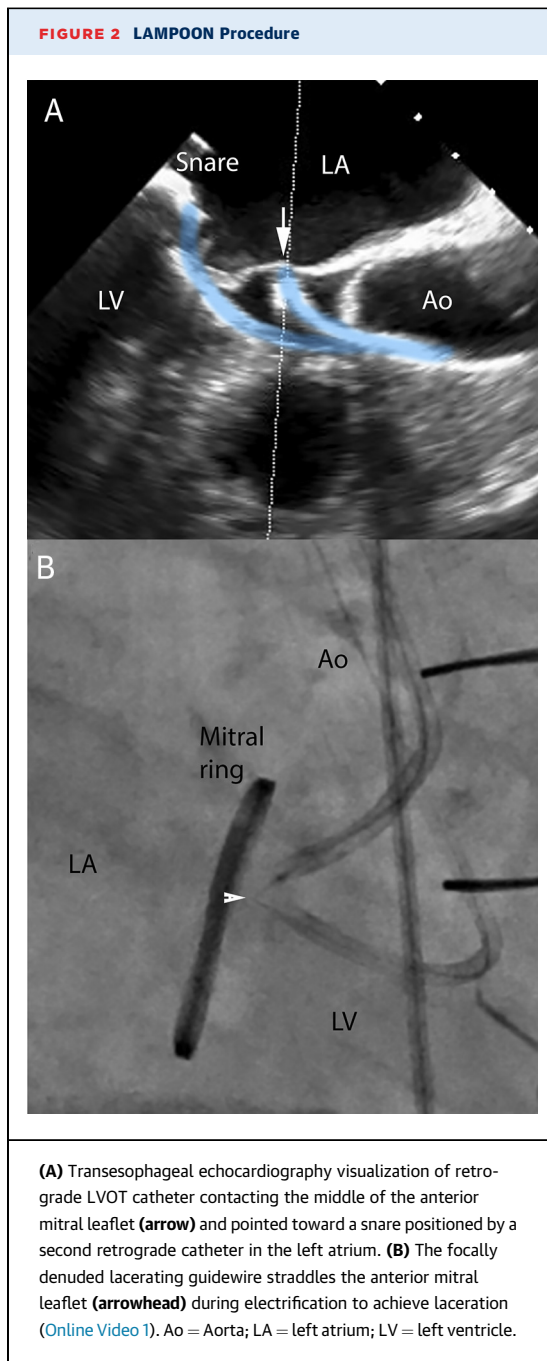 FIGURE 2 LAMPOON Procedure
A
Snare
LA
LV
Ao
B
Ao
Mitral
ring
LA
LV
(A) Transesophageal echocardiography visualization of retro-
grade LVOT catheter contacting the middle of the anterior
mitral leaflet (arrow) and pointed toward a snare positioned by a
second retrograde catheter in the left atrium. (B) The focally
denuded lacerating guidewire straddles the anterior mitral
leaflet (arrowhead) during electrification to achieve laceration
(Online Video 1). Ao = Aorta; LA = left atrium; LV = left ventricle.